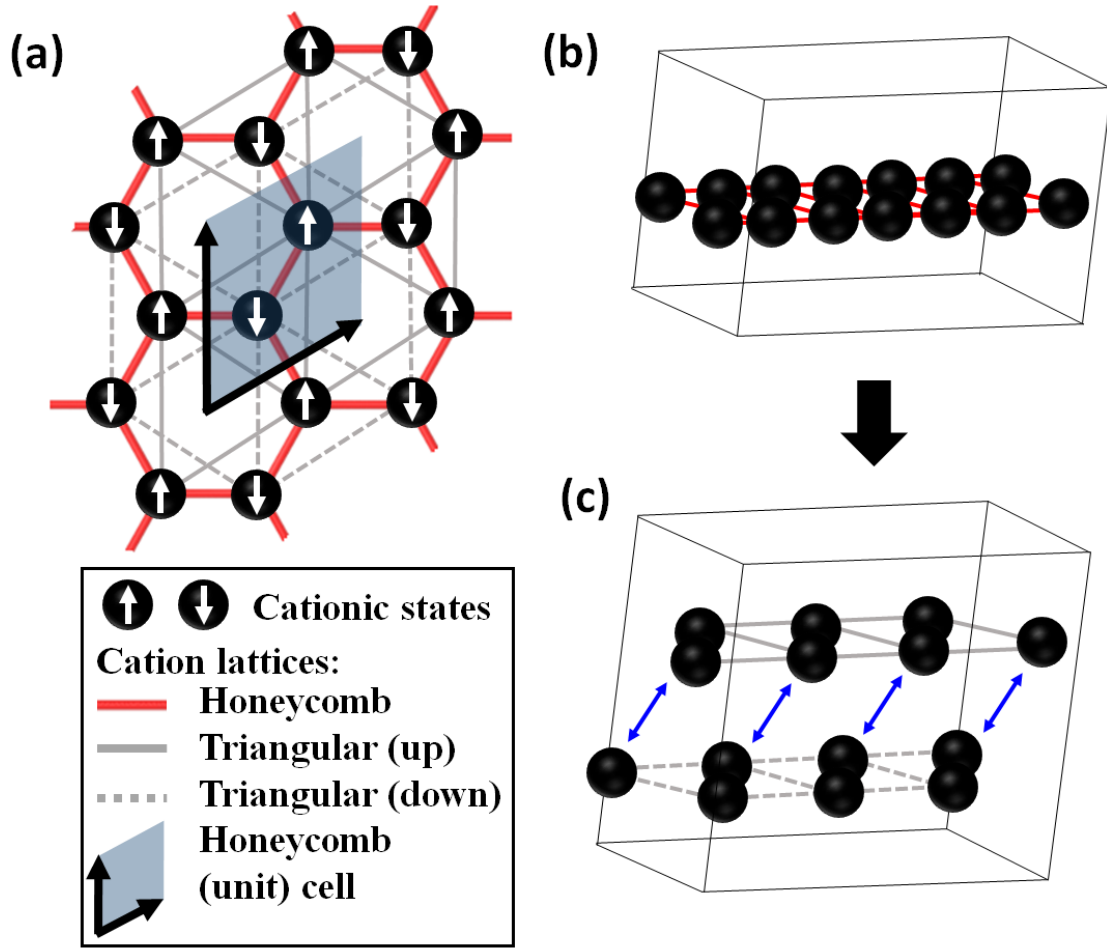 (a)
(b)
(c)
Cationic states
Cation lattices:
Honeycomb
Triangular (up)
Triangular (down)
Honeycomb
(unit) cell